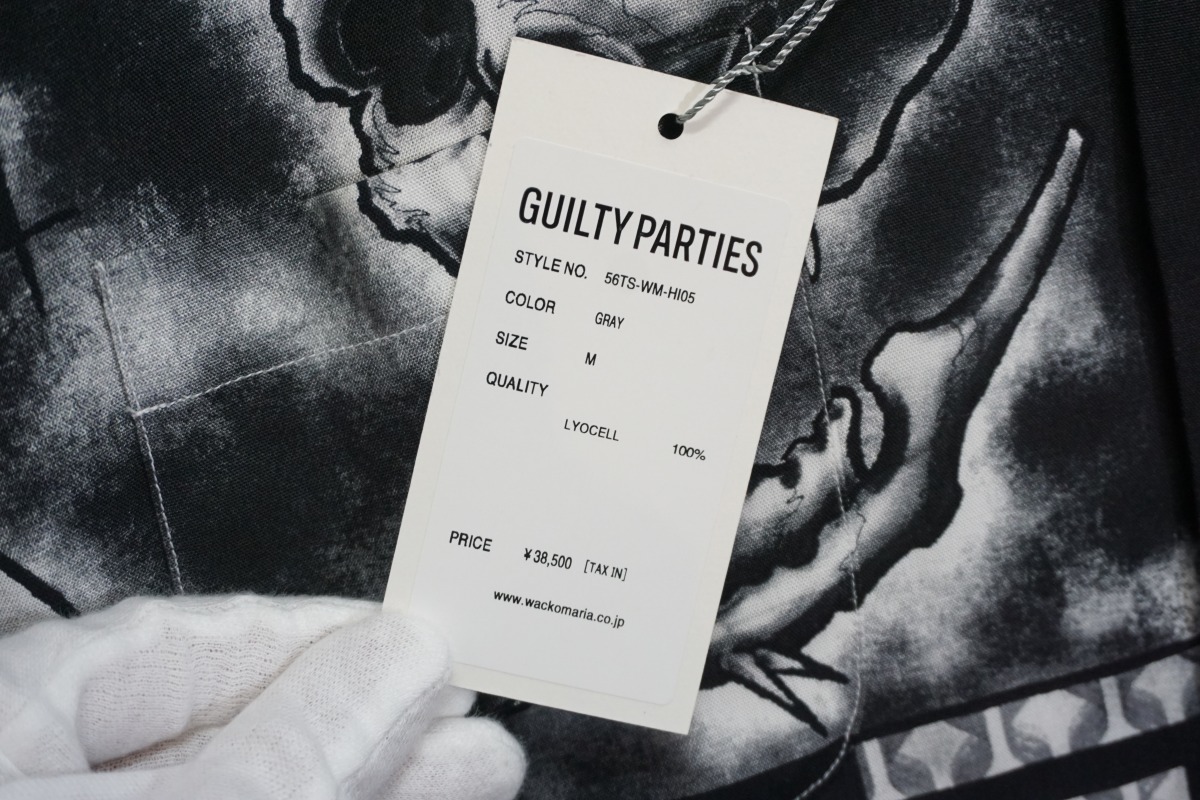 GUILTY PARTIES
STYLE NO. 56TS-WM-HI05
COLOR GRAY
SIZE M
QUALITY
LYOCELL 100%
PRICE ¥38,500 [TAX IN]
www.wackomaria.co.jp